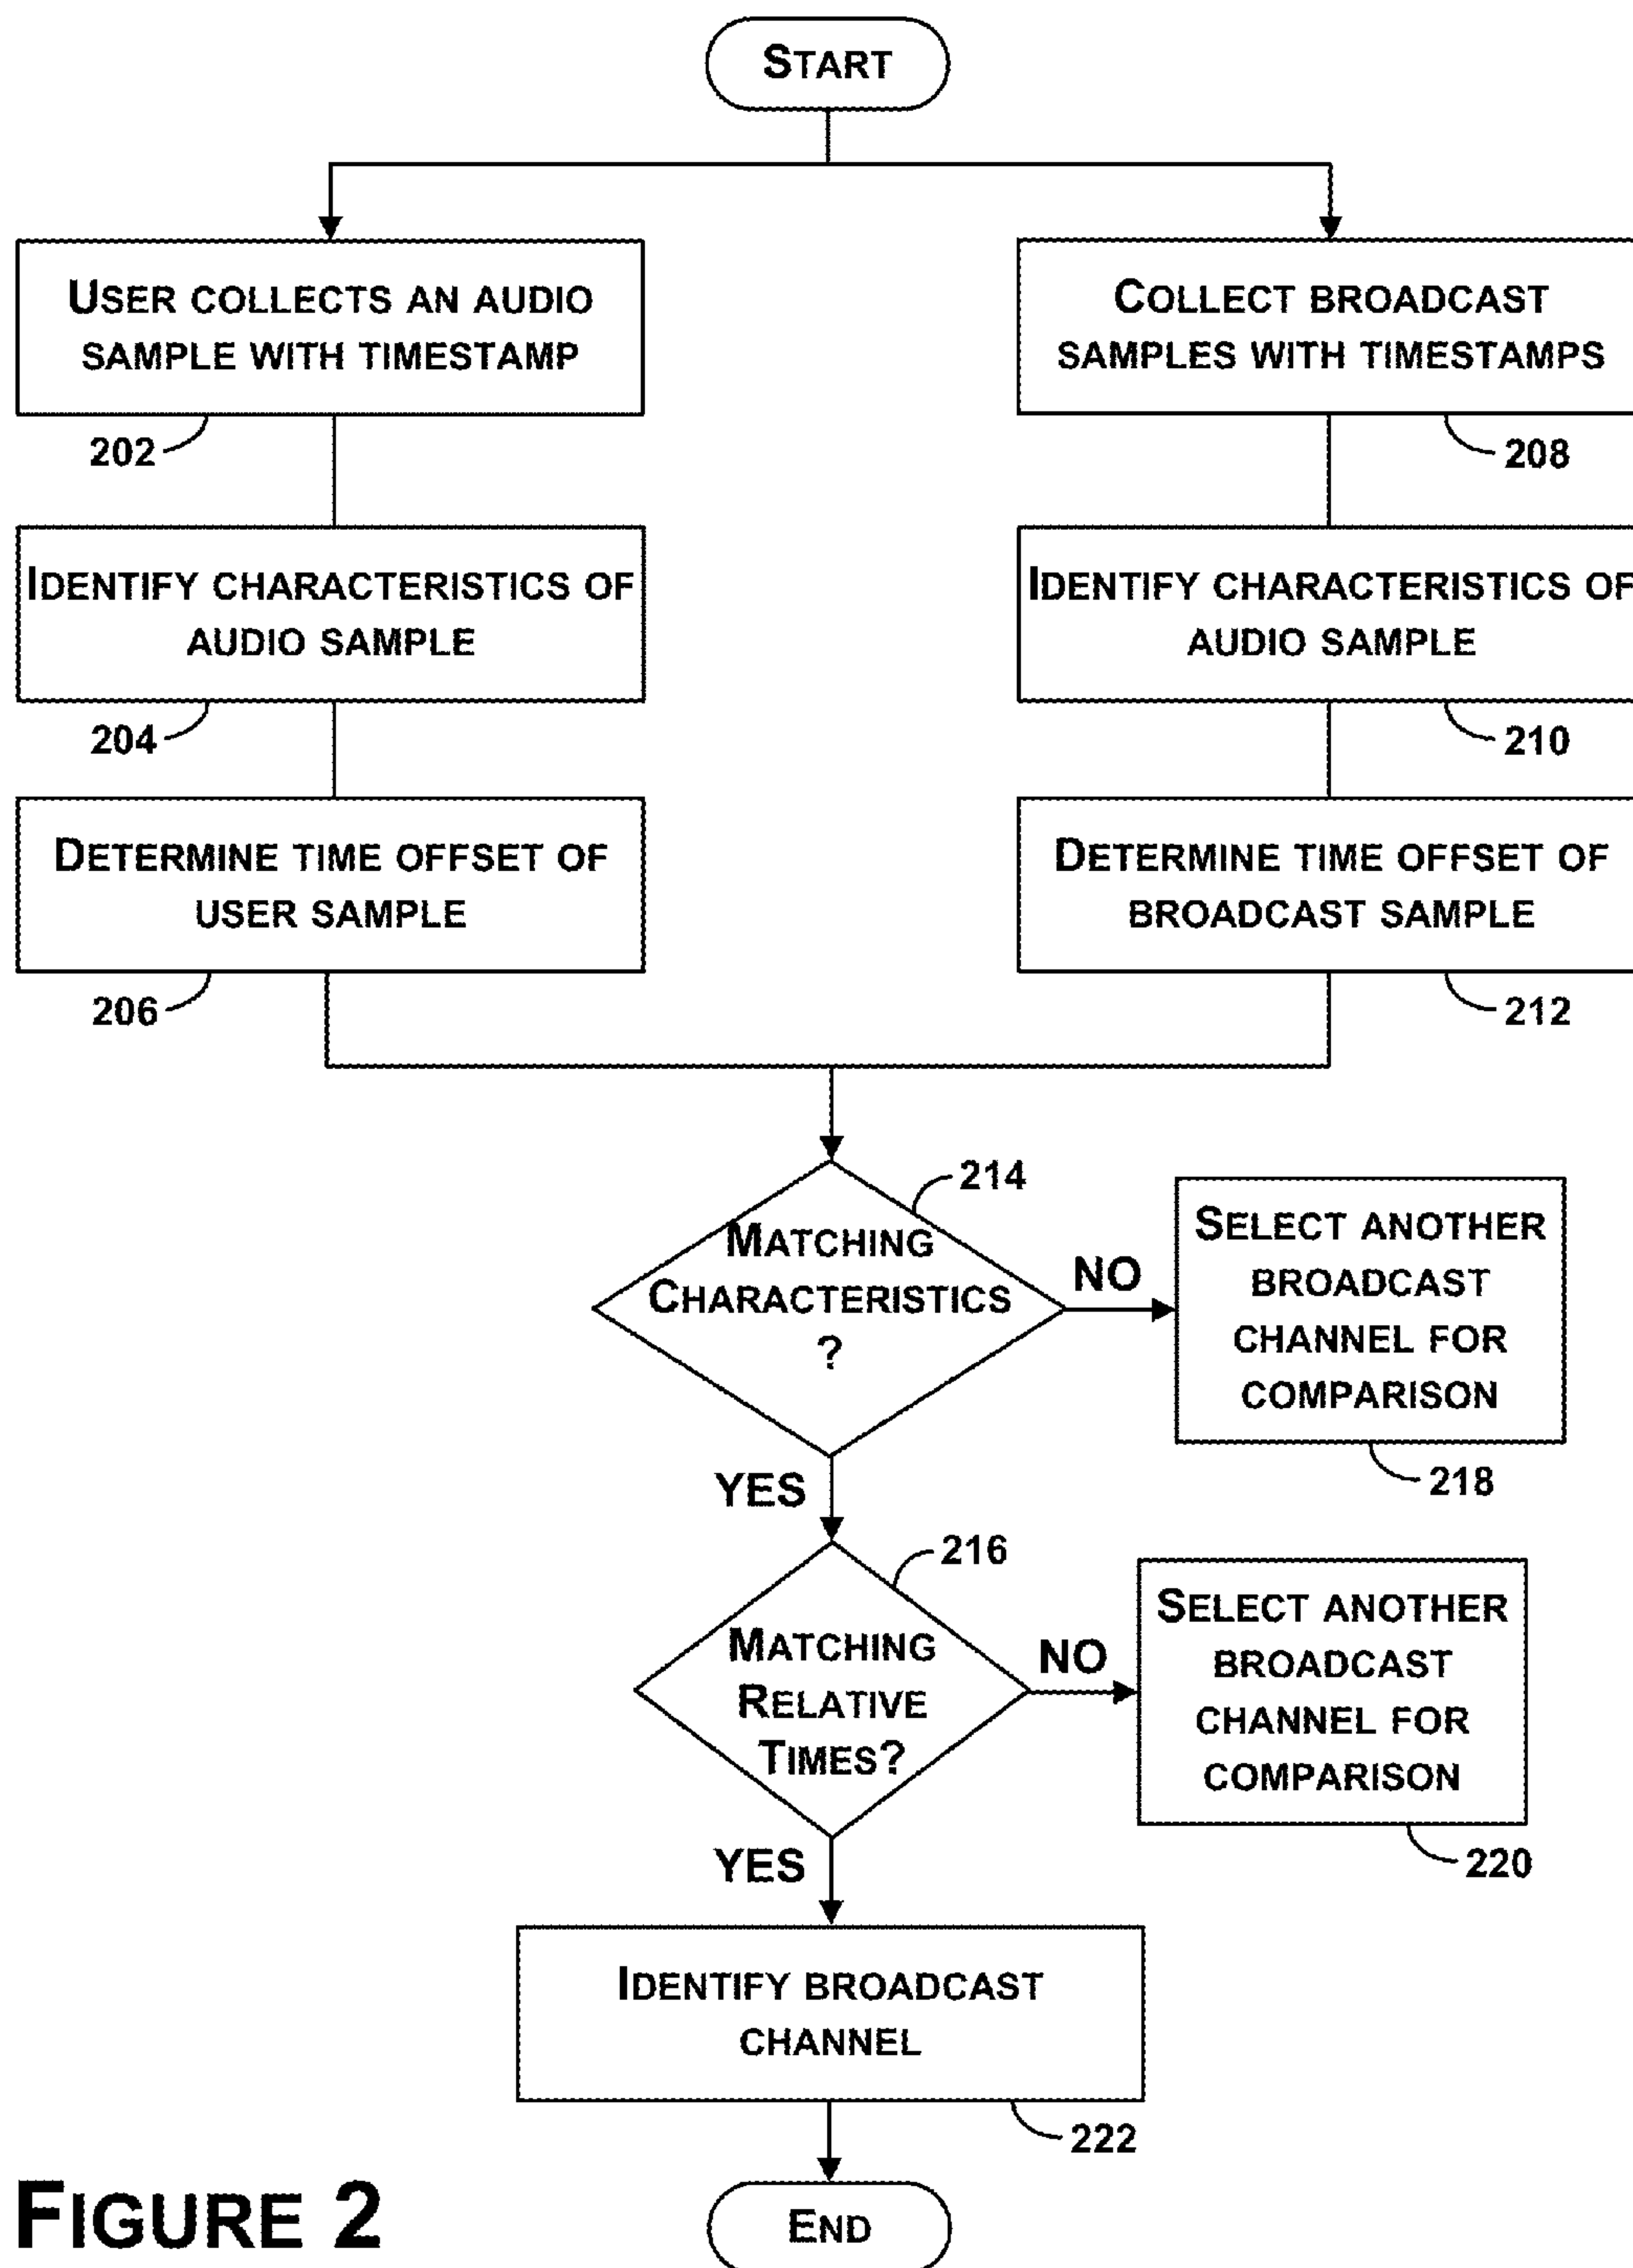 START
USER COLLECTS AN AUDIO
SAMPLE WITH TIMESTAMP
202
COLLECT BROADCAST
SAMPLES WITH TIMESTAMPS
208
IDENTIFY CHARACTERISTICS OF
AUDIO SAMPLE
204
IDENTIFY CHARACTERISTICS OF
AUDIO SAMPLE
210
DETERMINE TIME OFFSET OF
USER SAMPLE
206
DETERMINE TIME OFFSET OF
BROADCAST SAMPLE
212
214
MATCHING
CHARACTERISTICS
?
NO
SELECT ANOTHER
BROADCAST
CHANNEL FOR
COMPARISON
218
YES
216
MATCHING
RELATIVE
TIMES?
NO
SELECT ANOTHER
BROADCAST
CHANNEL FOR
COMPARISON
220
YES
IDENTIFY BROADCAST
CHANNEL
222
END
FIGURE 2